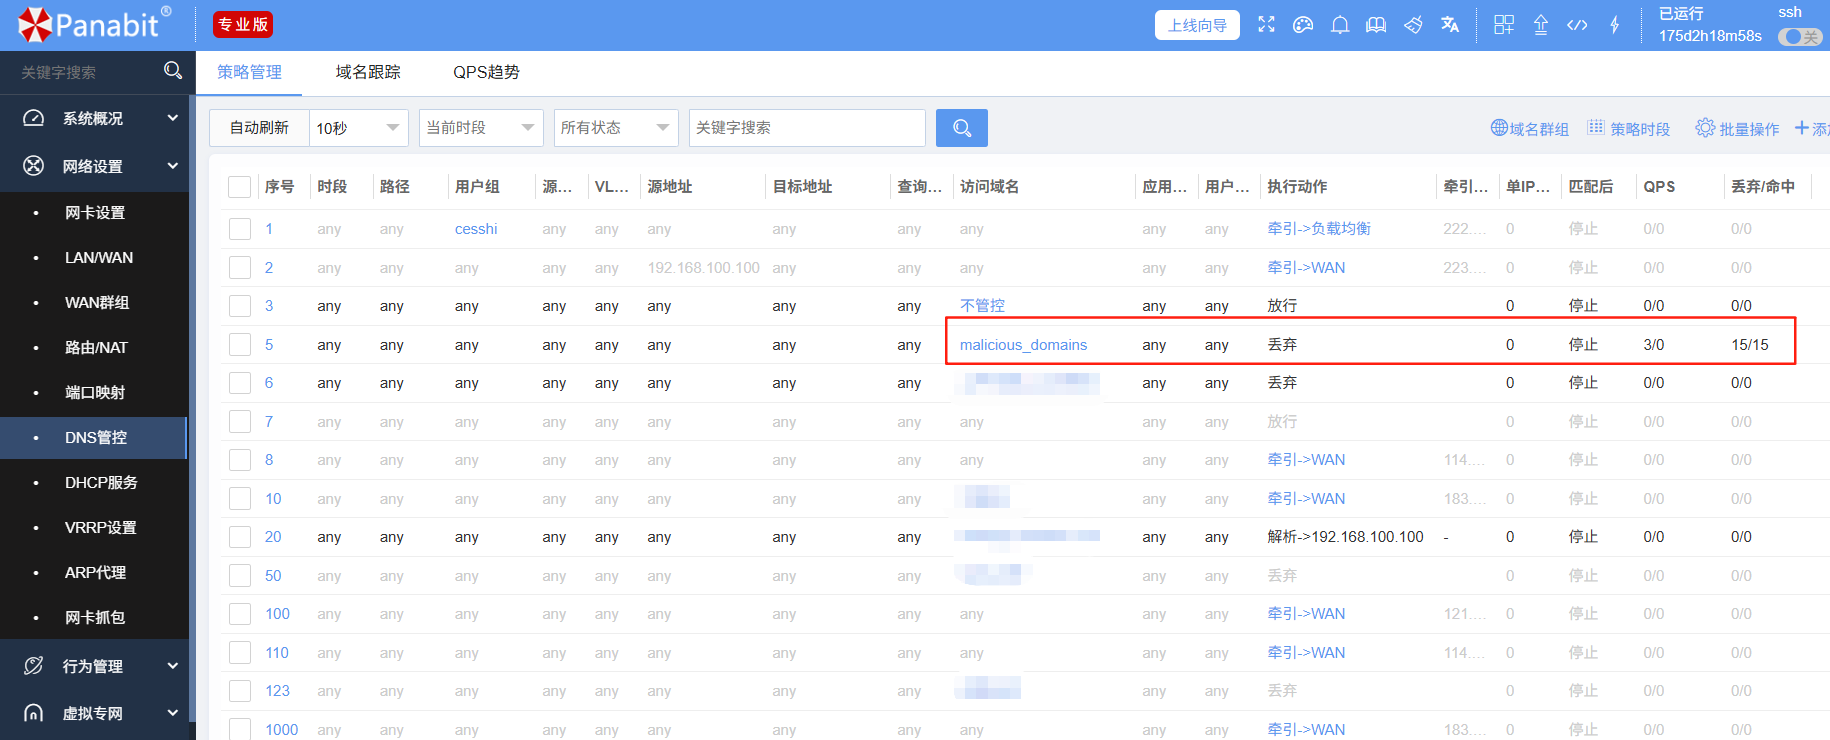 Panabit®
专业版
上线向导
已运行
175d2h18m58s
ssh
关
关键字搜索
系统概况
网络设置
网卡设置
LAN/WAN
WAN群组
路由/NAT
端口映射
DNS管控
DHCP服务
VRRP设置
ARP代理
网卡抓包
行为管理
虚拟专网
策略管理 域名跟踪 QPS趋势
自动刷新 10秒 当前时段 所有状态 关键字搜索
域名群组 策略时段 批量操作
序号 时段 路径 用户组 源... VL... 源地址 目标地址 查询... 访问域名 应用... 用户... 执行动作 牵引... 单IP... 匹配后 QPS 丢弃/命中
1 any any cesshi any any any any any any any any 牵引->负载均衡 222.... 0 停止 0/0 0/0
2 any any any any any 192.168.100.100 any any any any any 牵引->WAN 223.... 0 停止 0/0 0/0
3 any any any any any any any any 不管控 any any 放行 0 停止 0/0 0/0
5 any any any any any any any any malicious_domains any any 丢弃 0 停止 3/0 15/15
6 any any any any any any any any any any 丢弃 0 停止 0/0 0/0
7 any any any any any any any any any any any 放行 0 停止 0/0 0/0
8 any any any any any any any any any any any 牵引->WAN 114.... 0 停止 0/0 0/0
10 any any any any any any any any any any 牵引->WAN 183.... 0 停止 0/0 0/0
20 any any any any any any any any any any 解析->192.168.100.100 - 0 停止 0/0 0/0
50 any any any any any any any any any any 丢弃 0 停止 0/0 0/0
100 any any any any any any any any any any any 牵引->WAN 121.... 0 停止 0/0 0/0
110 any any any any any any any any any any any 牵引->WAN 114.... 0 停止 0/0 0/0
123 any any any any any any any any any any 丢弃 0 停止 0/0 0/0
1000 any any any any any any any any any any any 牵引->WAN 183.... 0 停止 0/0 0/0